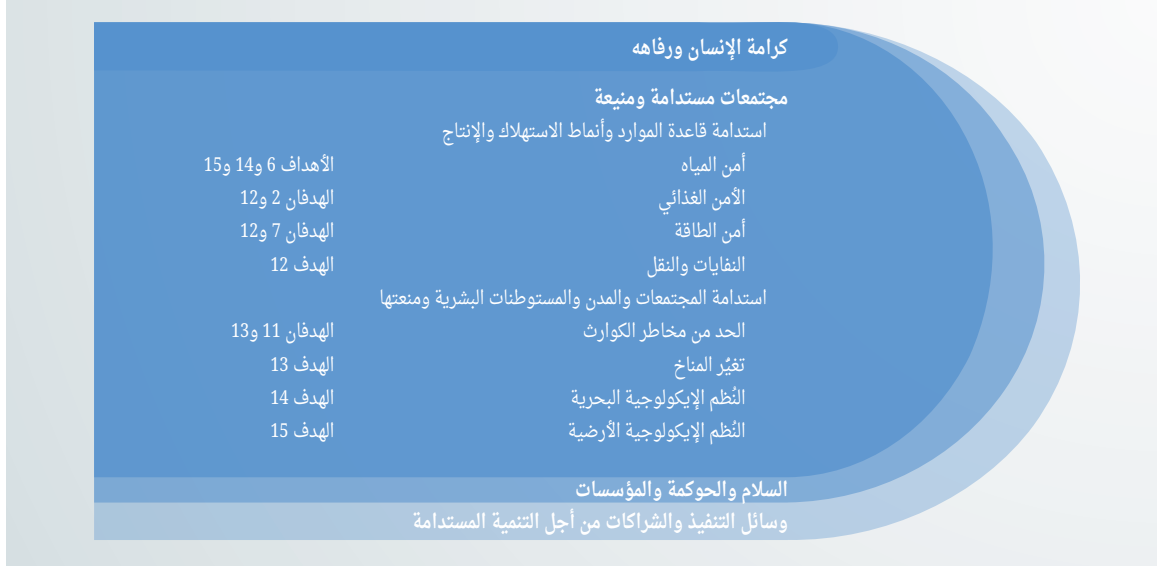 كرامة الإنسان ورفاهه
مجتمعات مستدامة ومنيعة
استدامة قاعدة الموارد وأنماط الاستهلاك والإنتاج
أمن المياه الأهداف 6 و14 و15
الأمن الغذائي الهدفان 2 و12
أمن الطاقة الهدفان 7 و12
النفايات والنقل الهدف 12
استدامة المجتمعات والمدن والمستوطنات البشرية ومنعتها
الحد من مخاطر الكوارث الهدفان 11 و13
تغيُّر المناخ الهدف 13
النُظم الإيكولوجية البحرية الهدف 14
النُظم الإيكولوجية الأرضية الهدف 15
السلام والحوكمة والمؤسسات
وسائل التنفيذ والشراكات من أجل التنمية المستدامة